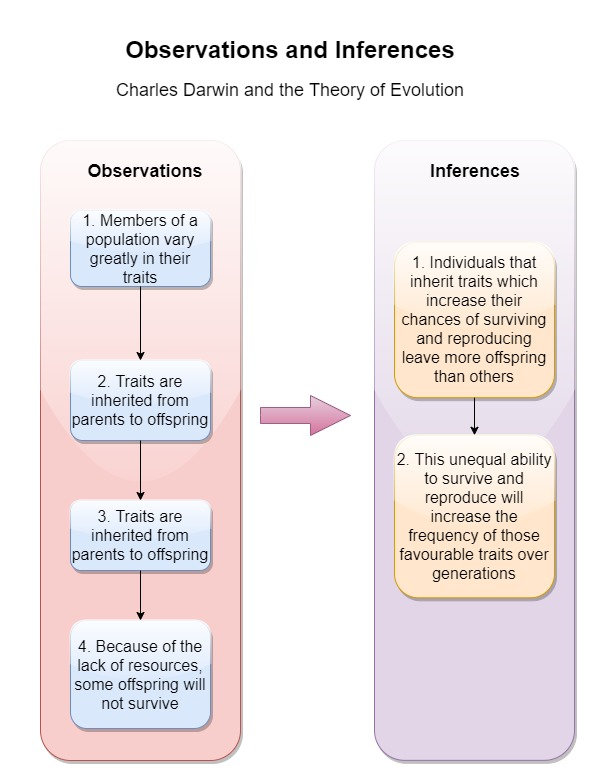 Observations and Inferences
Charles Darwin and the Theory of Evolution
Observations
1. Members of a
population vary
greatly in their
traits
2. Traits are
inherited from
parents to offspring
3. Traits are
inherited from
parents to offspring
4. Because of the
lack of resources,
some offspring will
not survive
Inferences
1. Individuals that
inherit traits which
increase their
chances of surviving
and reproducing
leave more offspring
than others
2. This unequal ability
to survive and
reproduce will
increase the
frequency of those
favourable traits over
generations